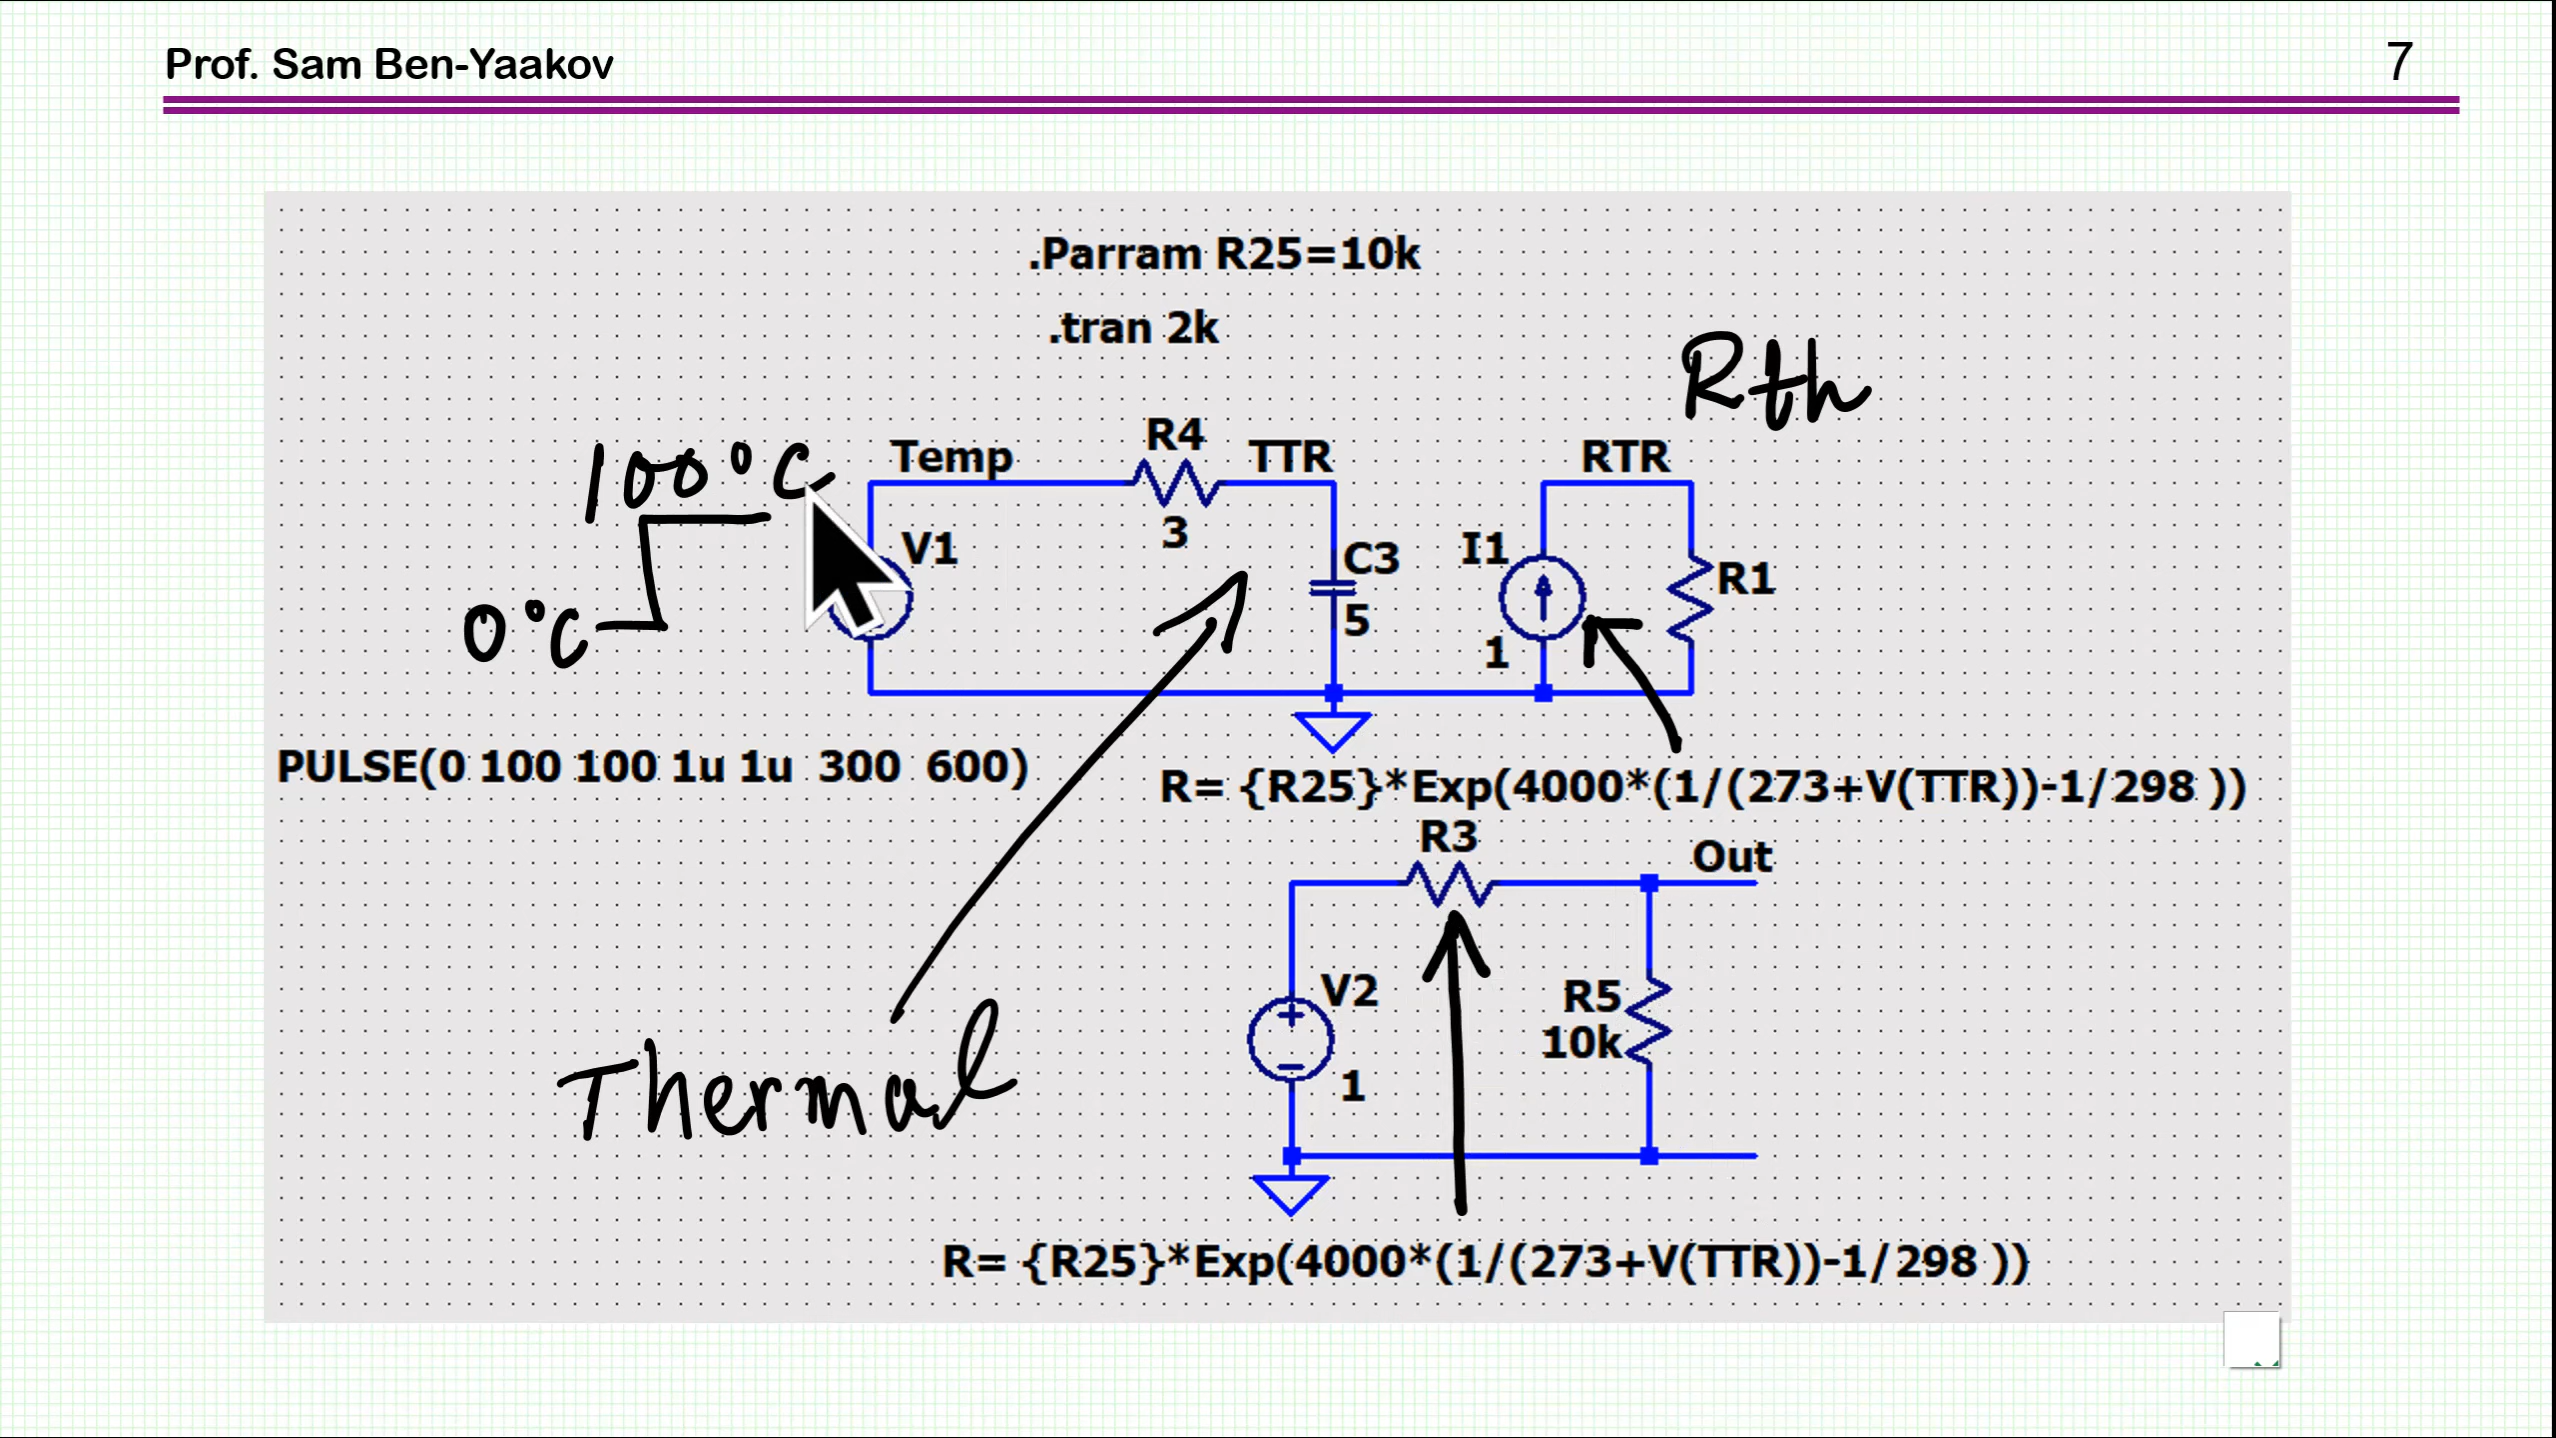 Prof. Sam Ben-Yaakov
7
.Parram R25=10k
.tran 2k
Rth
100°C
Temp
R4
TTR
RTR
3
V1
C3
I1
R1
0°C
5
1
PULSE(0 100 100 1u 1u 300 600)
R= {R25}*Exp(4000*(1/(273+V(TTR))-1/298 ))
R3
Out
V2
R5
10k
1
Thermal
R= {R25}*Exp(4000*(1/(273+V(TTR))-1/298 ))